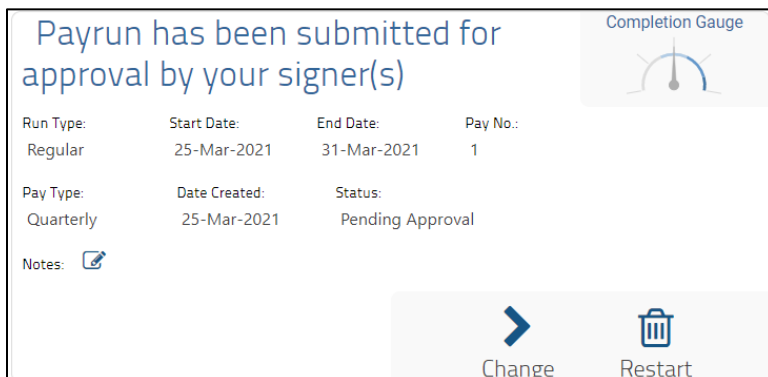 Payrun has been submitted for
approval by your signer(s)
Completion Gauge
Run Type: Start Date: End Date: Pay No.:
Regular 25-Mar-2021 31-Mar-2021 1
Pay Type: Date Created: Status:
Quarterly 25-Mar-2021 Pending Approval
Notes:
Change Restart